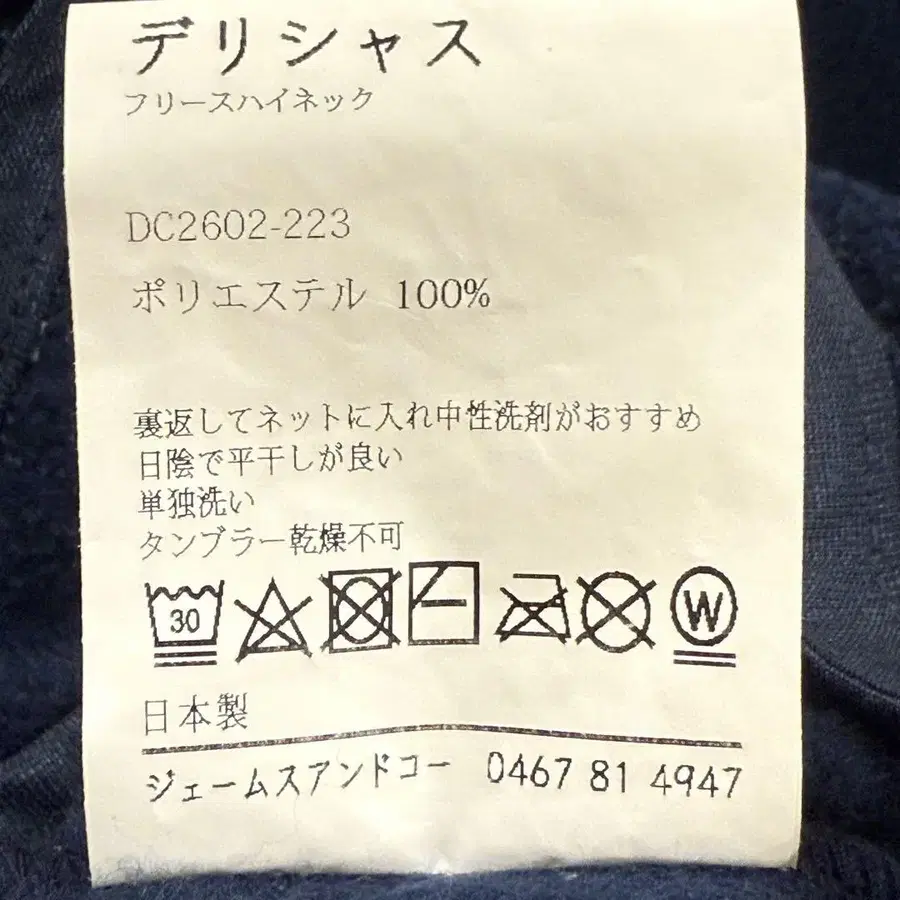 デリシャス
フリースハイネック
DC2602-223
ポリエステル 100%
裏返してネットに入れ中性洗剤がおすすめ
日陰で平干しが良い
単独洗い
タンブラー乾燥不可
30
W
日本製
ジェームスアンドコー 0467 81 4947